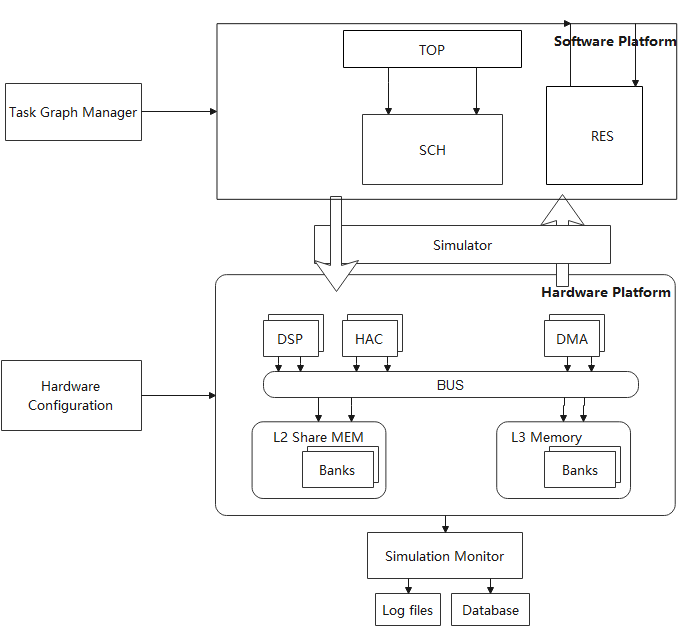 Software Platform
TOP
Task Graph Manager
SCH
RES
Simulator
Hardware Platform
DSP
HAC
DMA
BUS
Hardware
Configuration
L2 Share MEM
Banks
L3 Memory
Banks
Simulation Monitor
Log files
Database